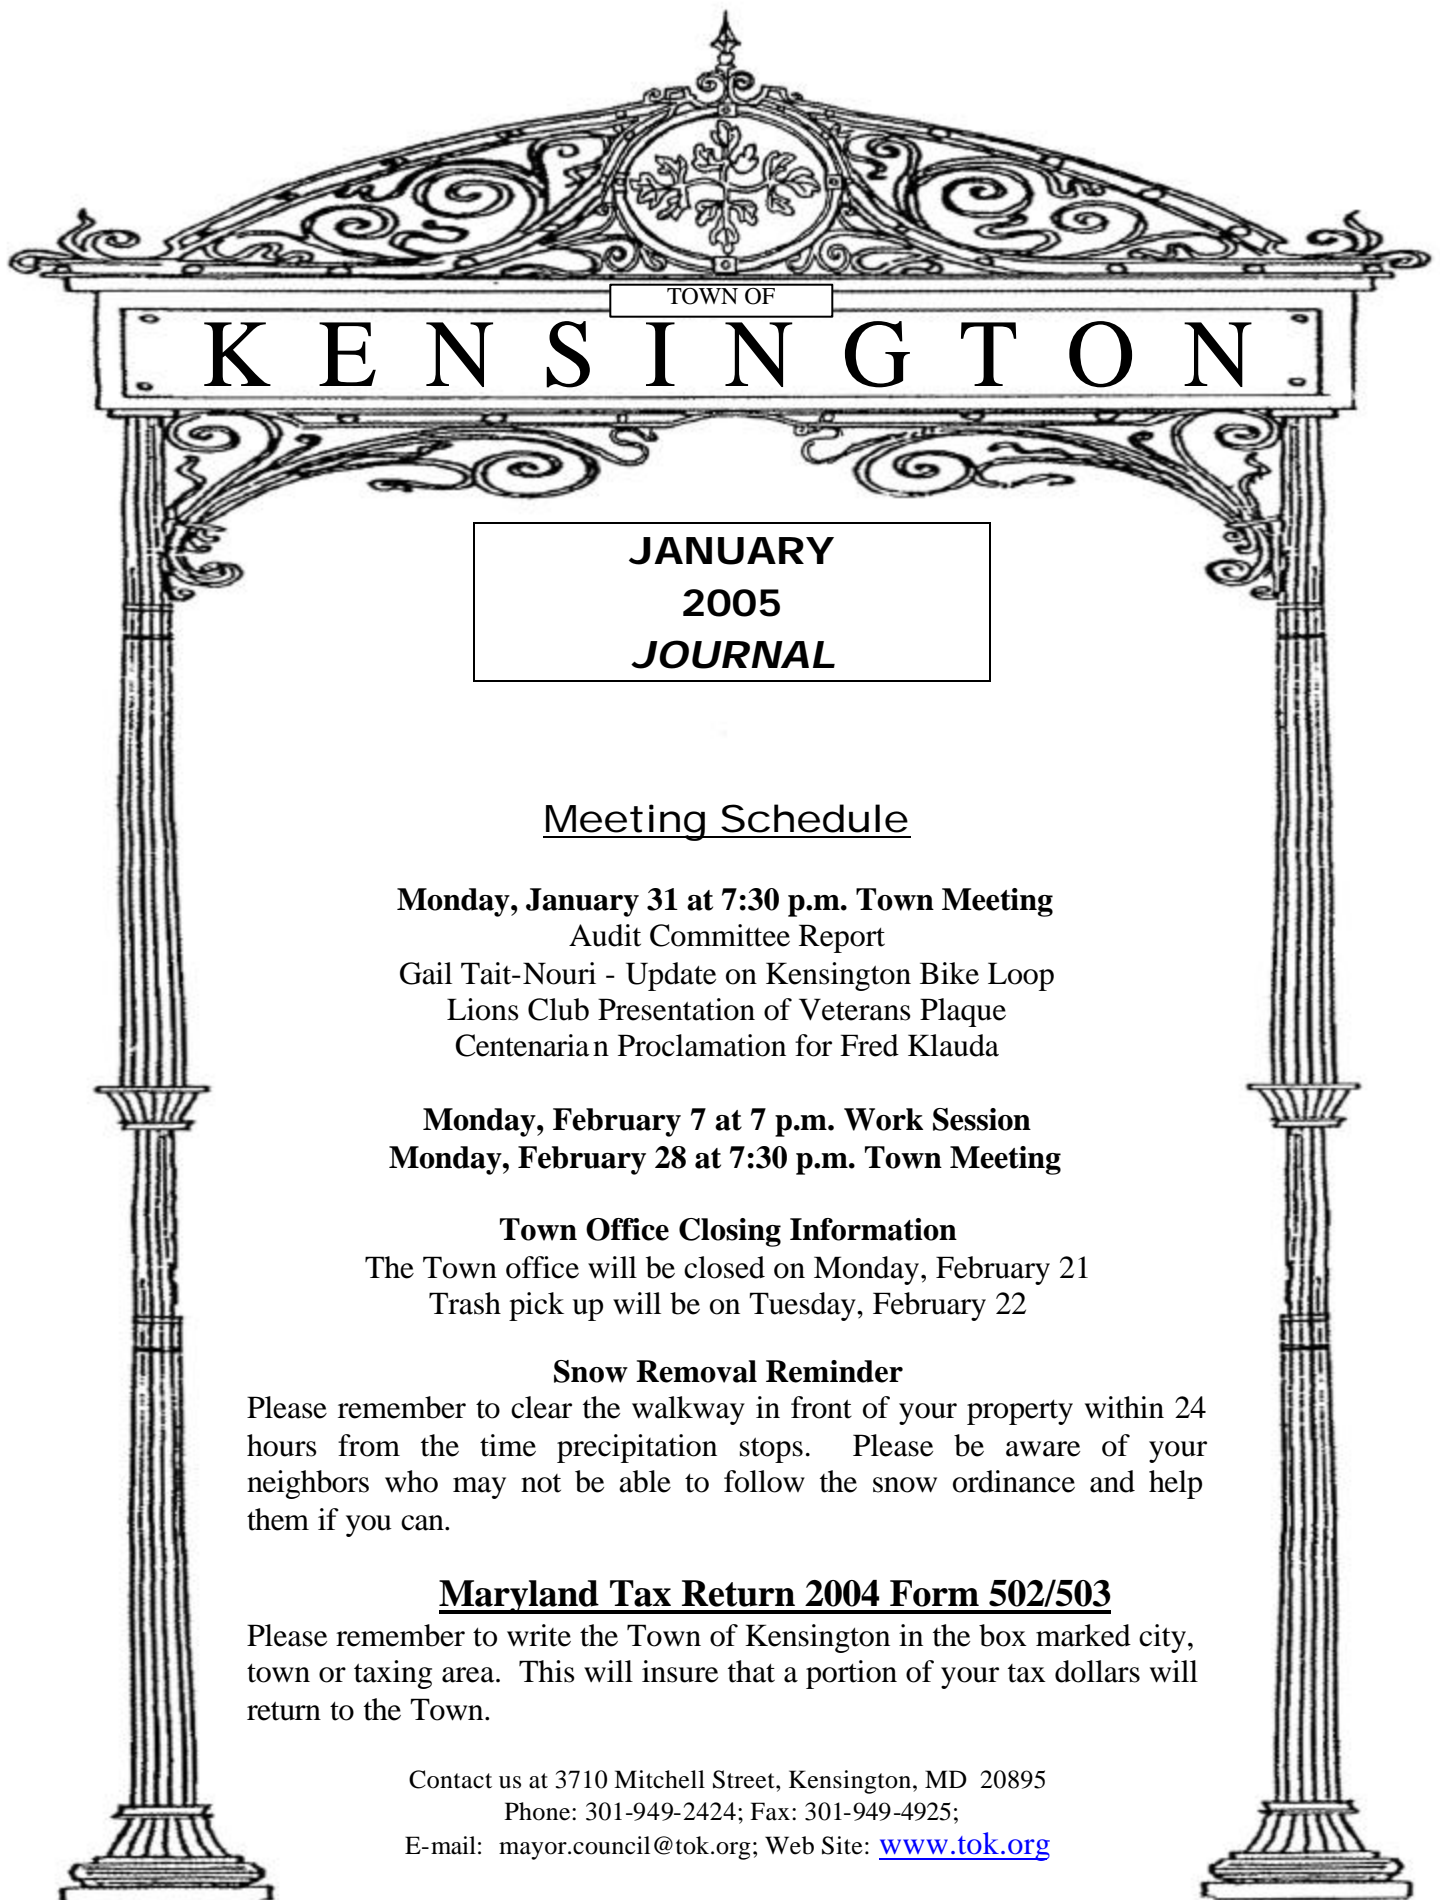 TOWN OF
KENSINGTON
JANUARY
2005
JOURNAL
Meeting Schedule
Monday, January 31 at 7:30 p.m. Town Meeting
Audit Committee Report
Gail Tait-Nouri - Update on Kensington Bike Loop
Lions Club Presentation of Veterans Plaque
Centenarian Proclamation for Fred Klauda
Monday, February 7 at 7 p.m. Work Session
Monday, February 28 at 7:30 p.m. Town Meeting
Town Office Closing Information
The Town office will be closed on Monday, February 21
Trash pick up will be on Tuesday, February 22
Snow Removal Reminder
Please remember to clear the walkway in front of your property within 24
hours from the time precipitation stops. Please be aware of your
neighbors who may not be able to follow the snow ordinance and help
them if you can.
Maryland Tax Return 2004 Form 502/503
Please remember to write the Town of Kensington in the box marked city,
town or taxing area. This will insure that a portion of your tax dollars will
return to the Town.
Contact us at 3710 Mitchell Street, Kensington, MD 20895
Phone: 301-949-2424; Fax: 301-949-4925;
E-mail: mayor.council@tok.org; Web Site: www.tok.org